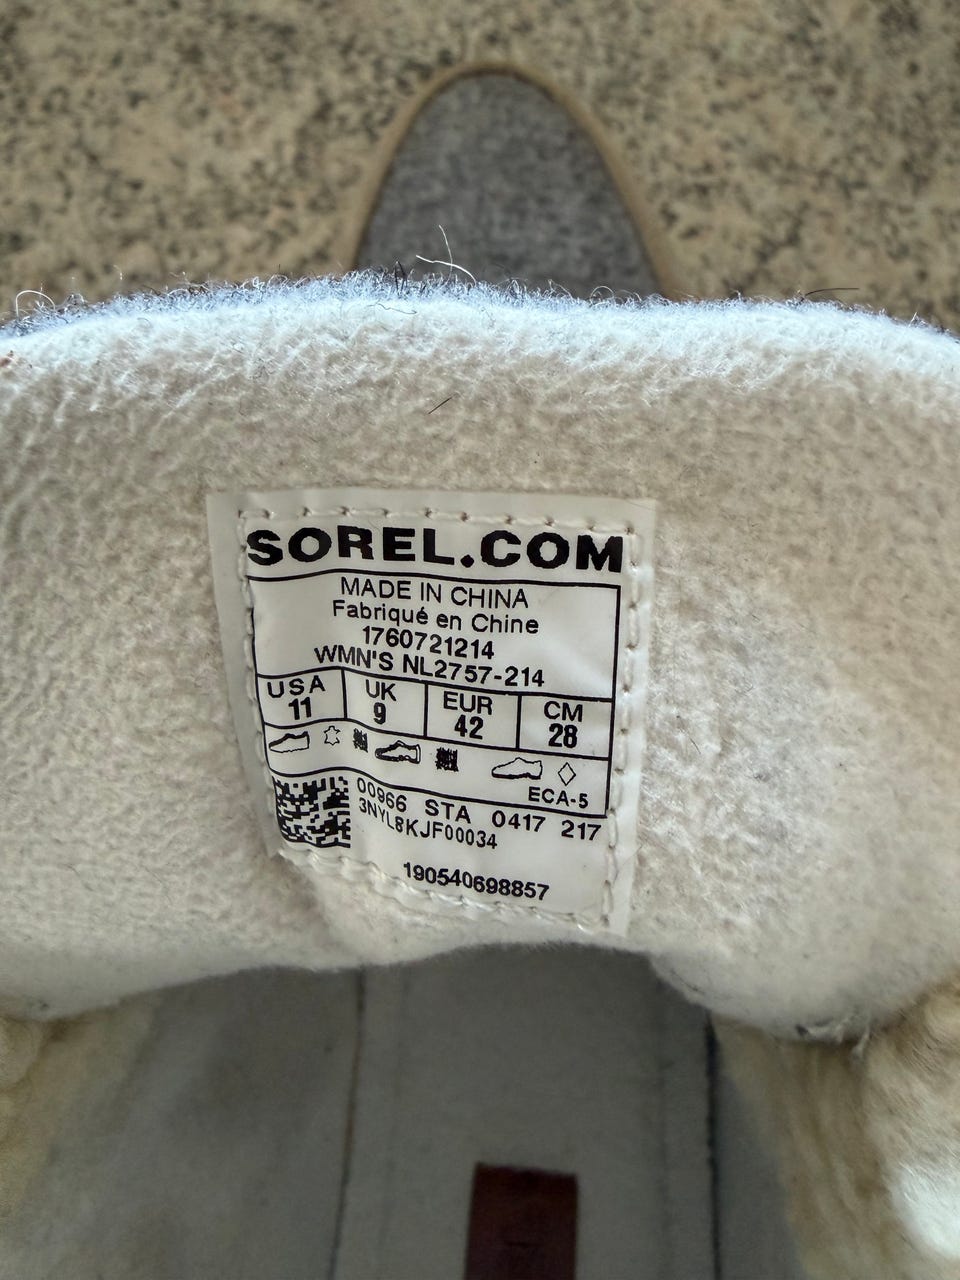 SOREL.COM
MADE IN CHINA
Fabriqué en Chine
1760721214
WMN'S NL2757-214
USA UK EUR CM
11 9 42 28
ECA-5
00966 STA 0417 217
3NYL8KJF00034
190540698857